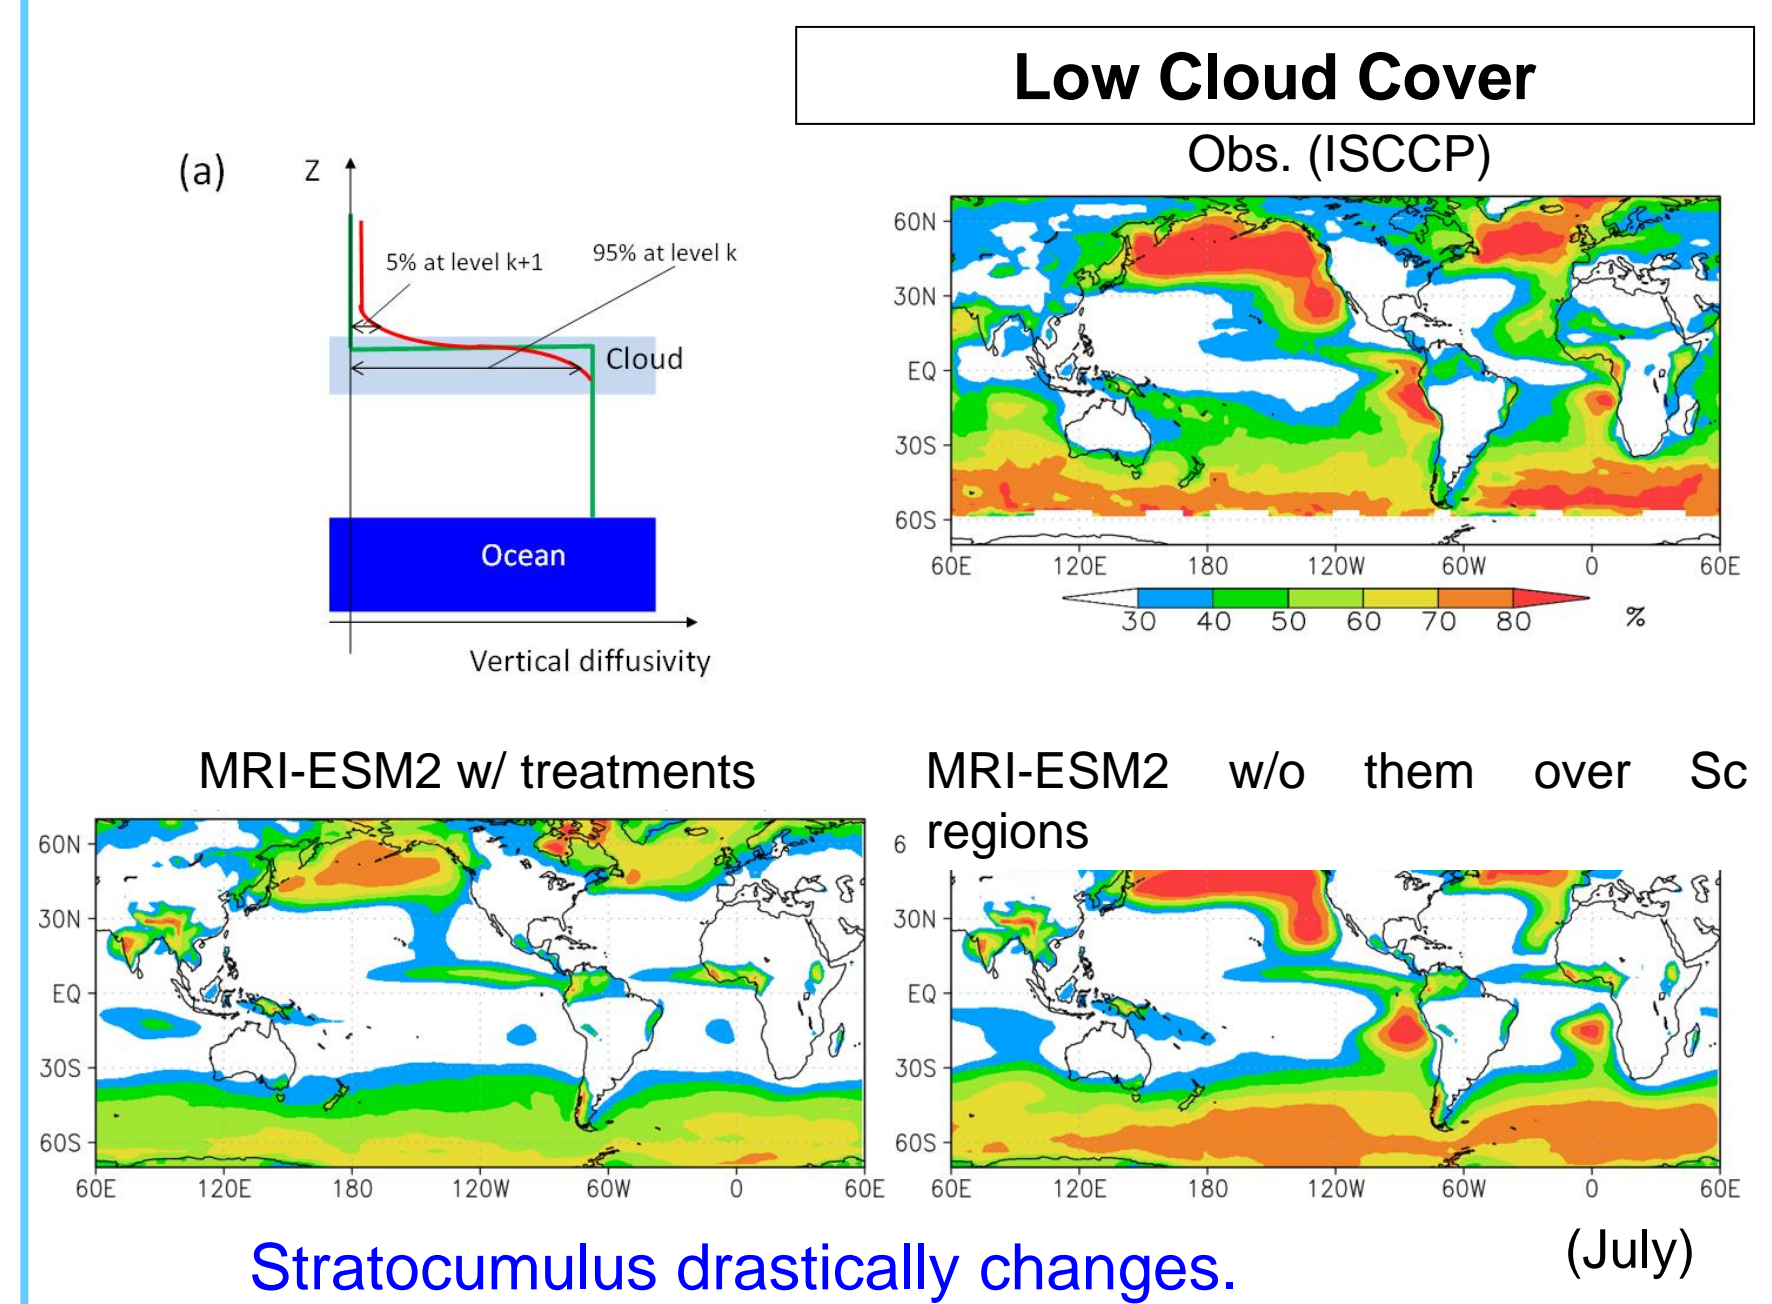 Low Cloud Cover
Obs. (ISCCP)
(a)
Z
5% at level k+1
95% at level k
Cloud
Ocean
Vertical diffusivity
60N
30N
EQ
30S
60S
60E 120E 180 120W 60W 0 60E
30 40 50 60 70 80 %
MRI-ESM2 w/ treatments
60N
30N
EQ
30S
60S
60E 120E 180 120W 60W 0 60E
MRI-ESM2 w/o them over Sc
regions
6
30N
EQ
30S
60S
60E 120E 180 120W 60W 0 60E
(July)
Stratocumulus drastically changes.